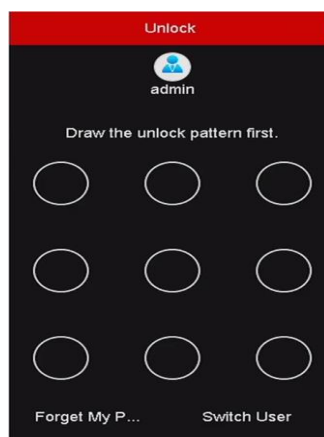 Unlock
admin
Draw the unlock pattern first.
Forget My P... Switch User